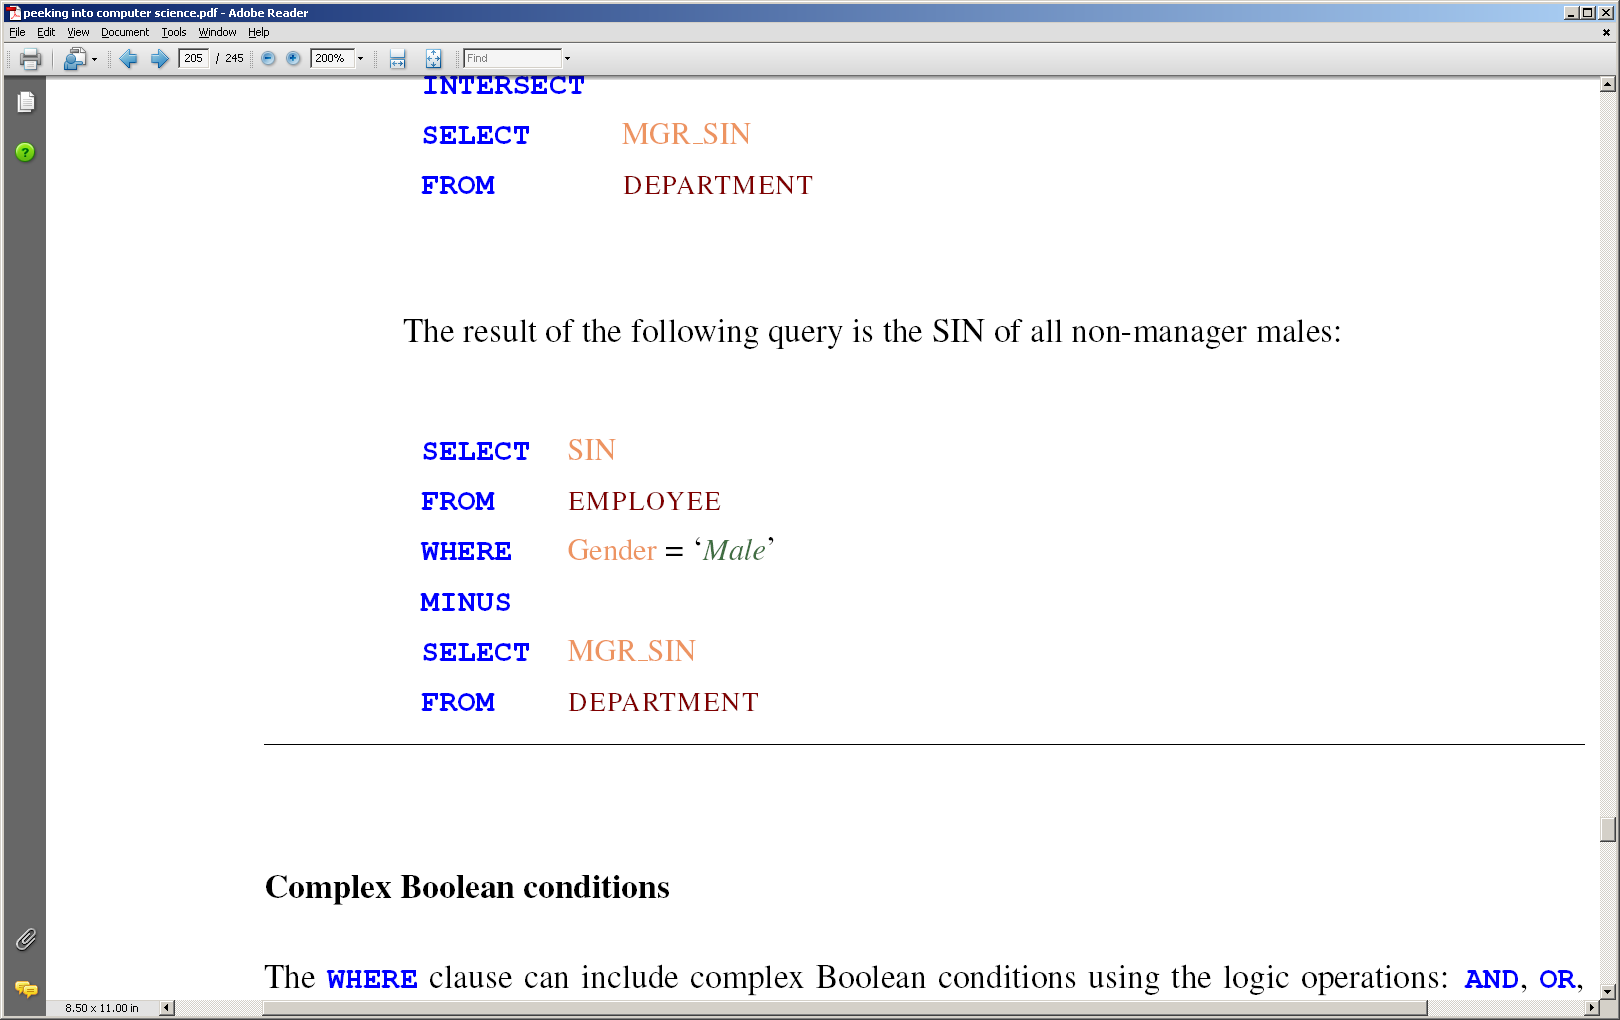 peeking into computer science.pdf - Adobe Reader
File Edit View Document Tools Window Help
205 / 245 200% Find
INTERSECT
SELECT MGR_SIN
FROM DEPARTMENT
The result of the following query is the SIN of all non-manager males:
SELECT SIN
FROM EMPLOYEE
WHERE Gender = ‘Male’
MINUS
SELECT MGR_SIN
FROM DEPARTMENT
Complex Boolean conditions
The WHERE clause can include complex Boolean conditions using the logic operations: AND, OR,
8.50 x 11.00 in